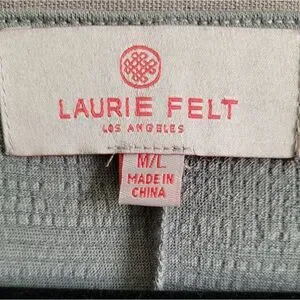 LAURIE FELT
LOS ANGELES
M/L
MADE IN
CHINA